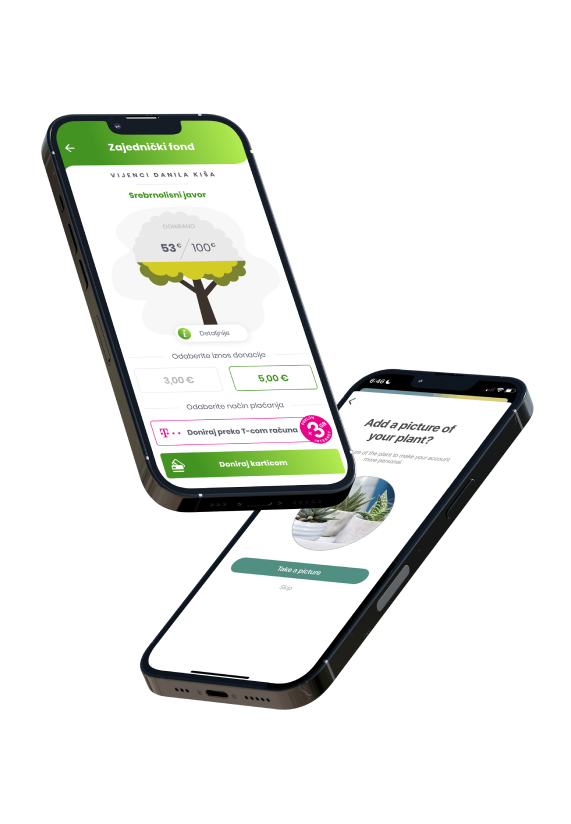 Zajednički fond
VIJENCI DANILA KIŠA
Srebrnolisni javor
DONIRANO
53€/100€
Detaljnije
Odaberite iznos donacije
3,00 €
5,00 €
Odaberite način plaćanja
Doniraj preko T-com računa
3
Doniraj karticom
6:46
Add a picture of
your plant?
of the plant to make your account
more personal
Take a picture
Skip